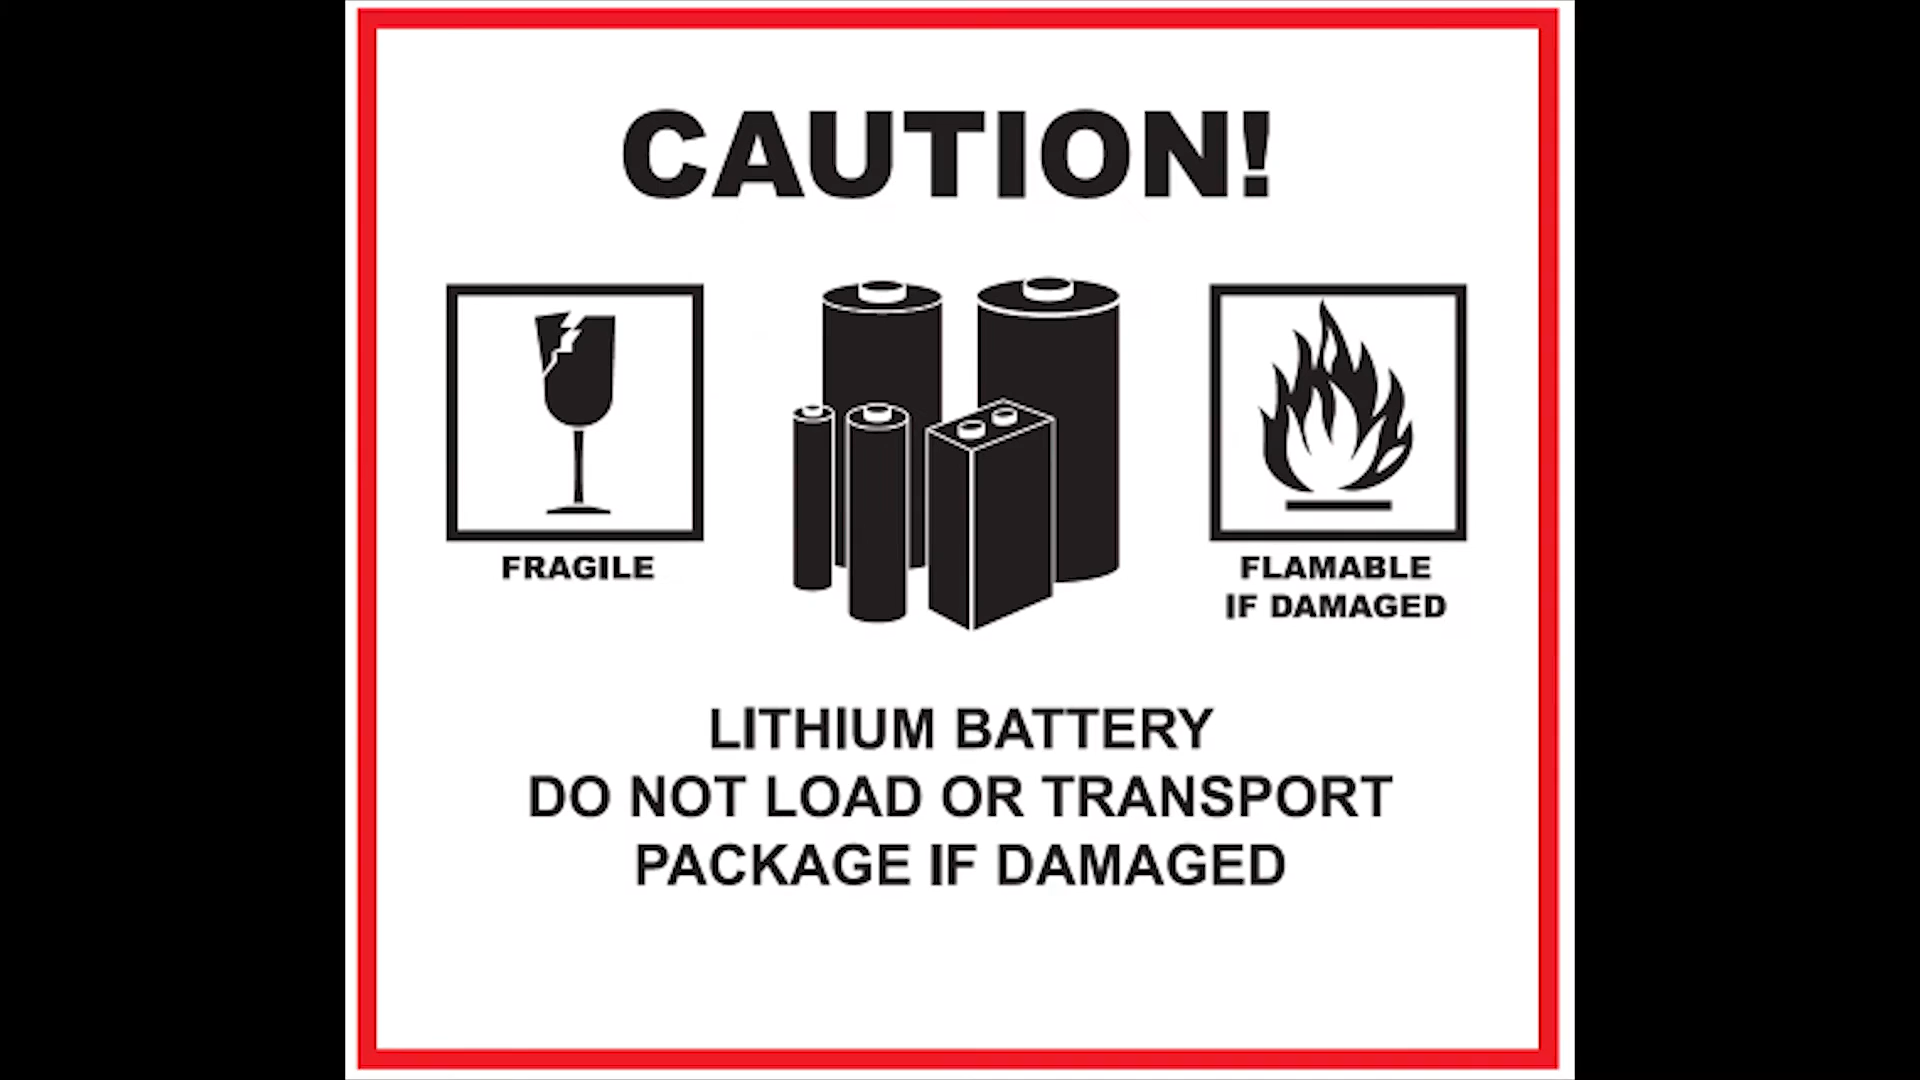 CAUTION!
FRAGILE
FLAMABLE
IF DAMAGED
LITHIUM BATTERY
DO NOT LOAD OR TRANSPORT
PACKAGE IF DAMAGED